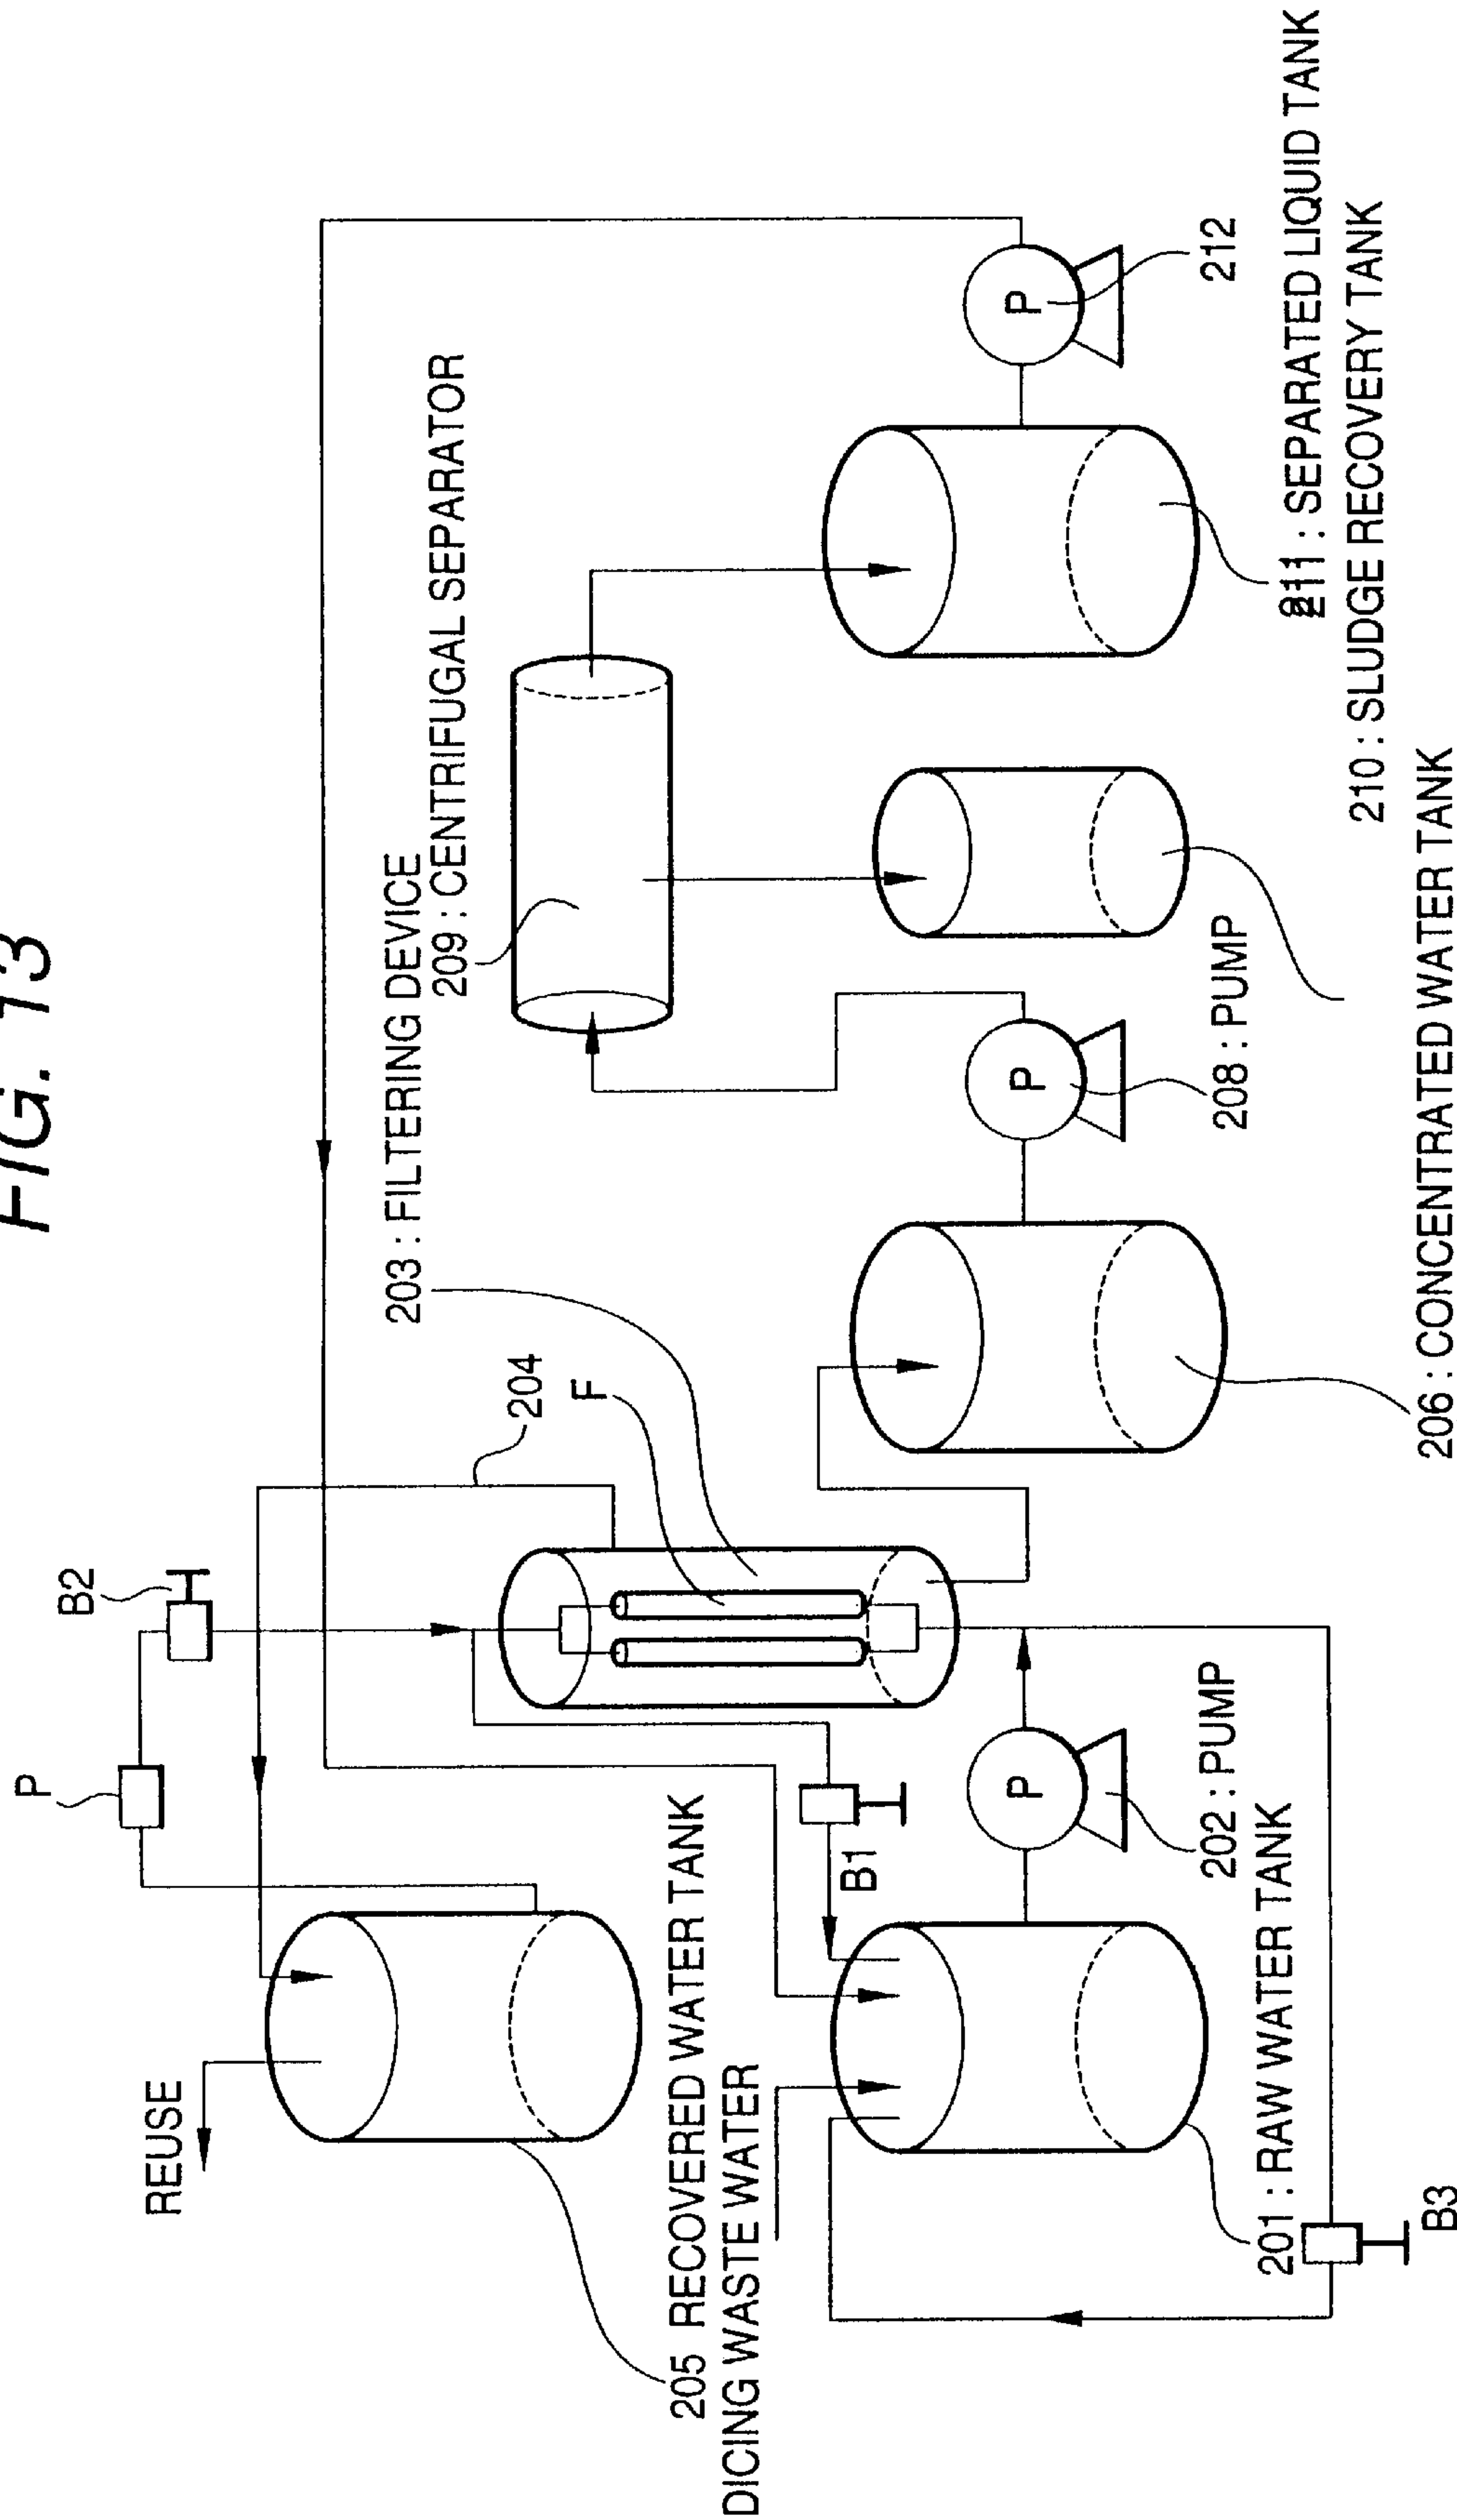 FIG. 13
P
B2
REUSE
204
F
203 : FILTERING DEVICE
209 : CENTRIFUGAL SEPARATOR
205 RECOVERED WATER TANK
DICING WASTE WATER
B1
P
202 : PUMP
201 : RAW WATER TANK
B3
P
208 : PUMP
206 : CONCENTRATED WATER TANK
P
212
211 : SEPARATED LIQUID TANK
210 : SLUDGE RECOVERY TANK